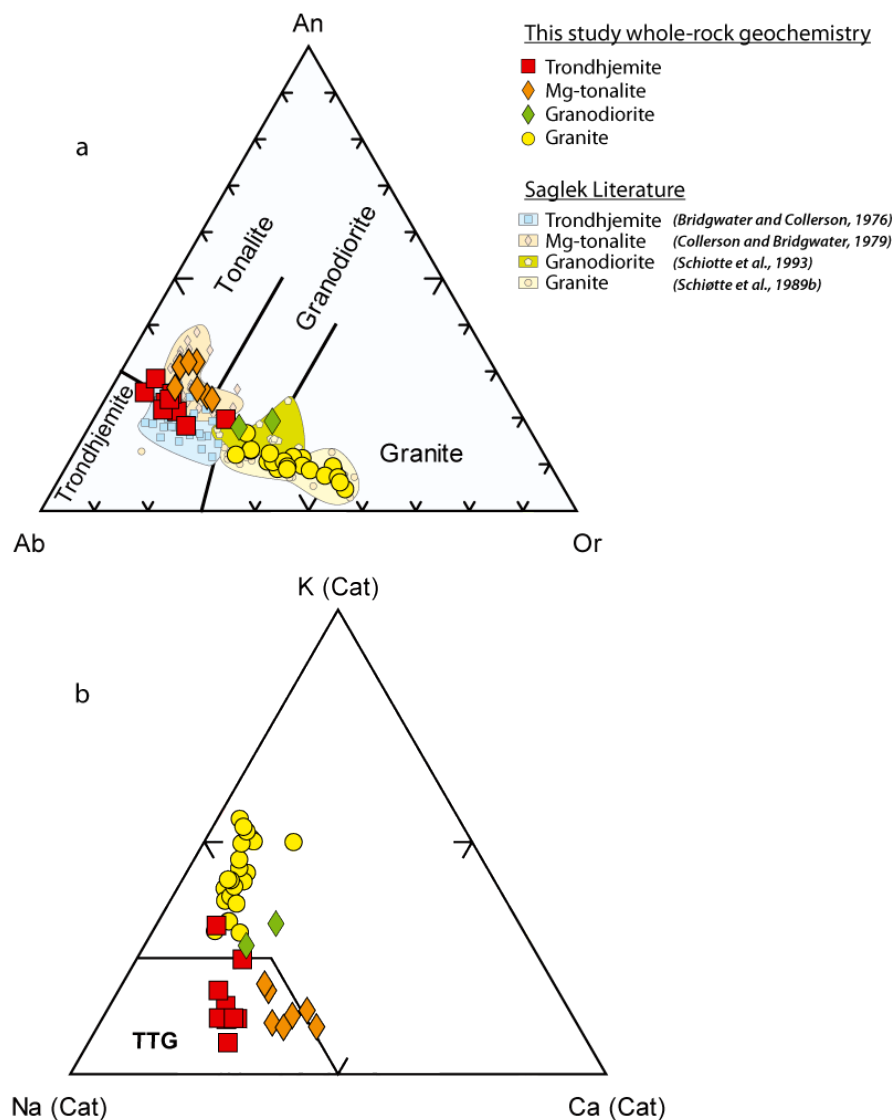 An
This study whole-rock geochemistry
Trondhjemite
Mg-tonalite
Granodiorite
Granite
a
Saglek Literature
Trondhjemite (Bridgwater and Collerson, 1976)
Mg-tonalite (Collerson and Bridgwater, 1979)
Granodiorite (Schiotte et al., 1993)
Granite (Schiøtte et al., 1989b)
Tonalite
Granodiorite
Trondhjemite
Granite
Ab
Or
K (Cat)
b
TTG
Na (Cat)
Ca (Cat)